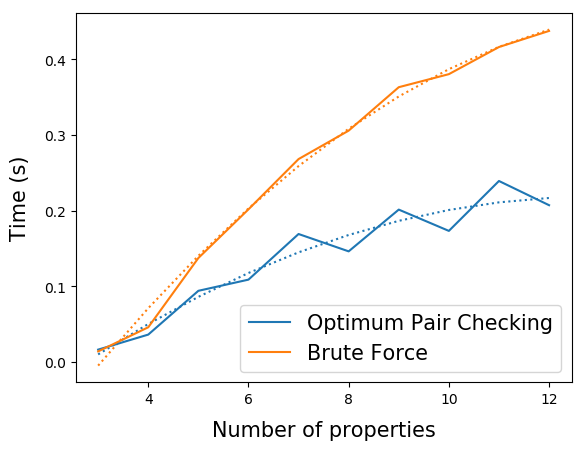 0.4
0.3
0.2
0.1
0.0
Time (s)
4
6
8
10
12
Number of properties
Optimum Pair Checking
Brute Force